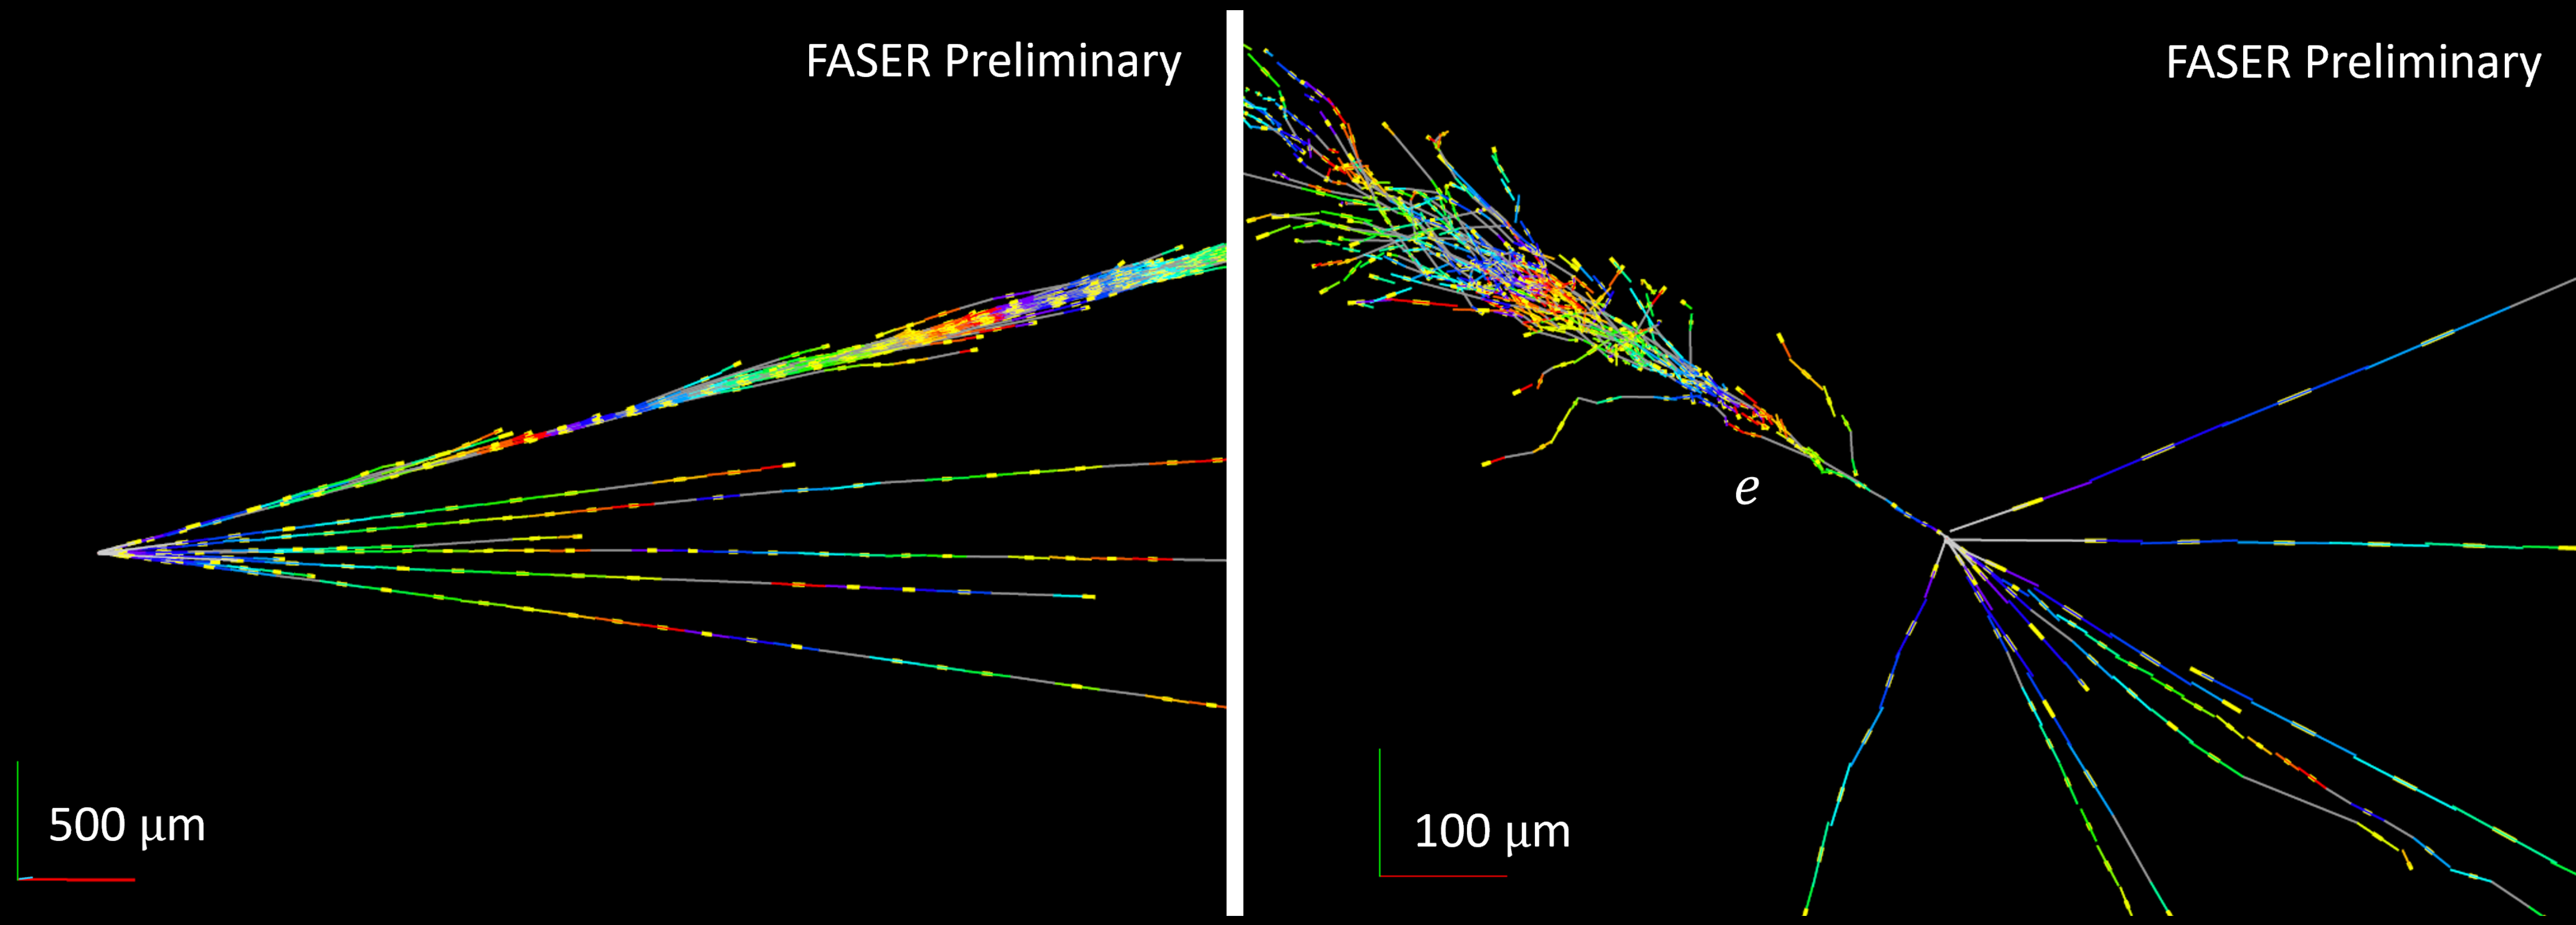 FASER Preliminary
500 μm
FASER Preliminary
e
100 μm